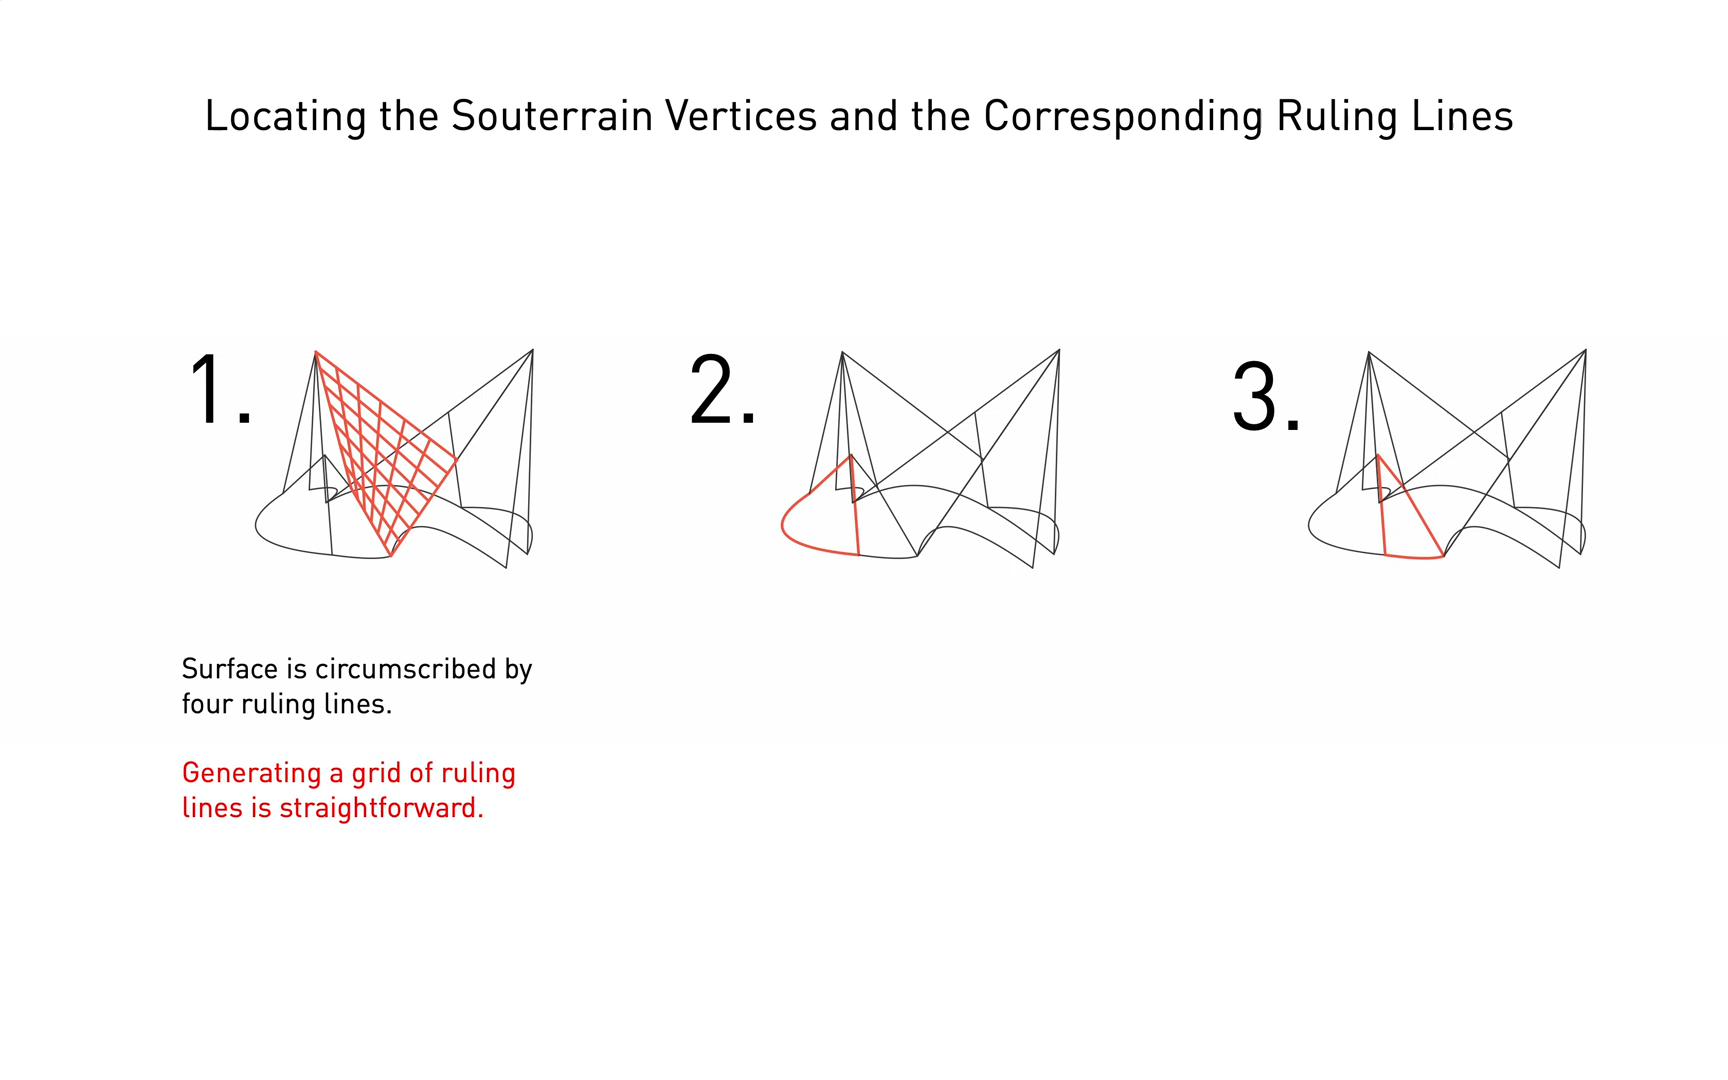 Locating the Souterrain Vertices and the Corresponding Ruling Lines
1.
2.
3.
Surface is circumscribed by
four ruling lines.
Generating a grid of ruling
lines is straightforward.